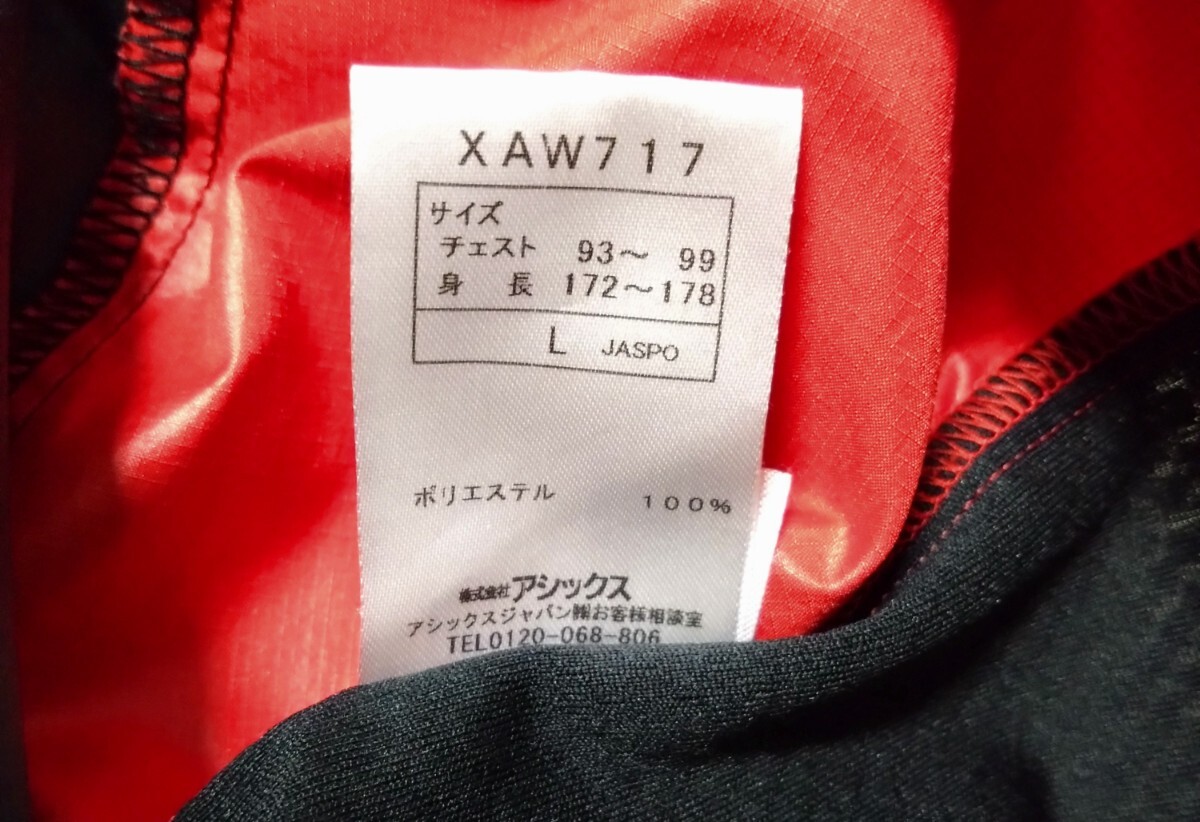 XAW717
サイズ
チェスト 93～ 99
身 長 172～178
L JASPO
ポリエステル 100%
株式会社アシックス
アシックスジャパン㈱お客様相談室
TEL0120-068-806